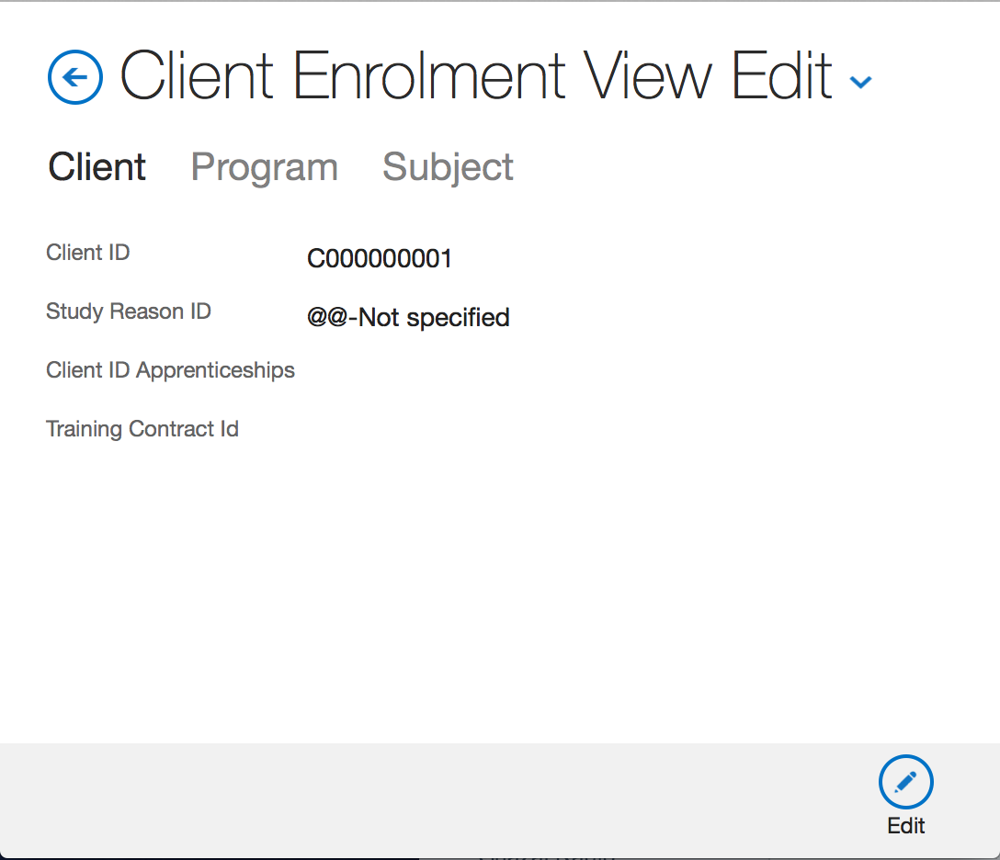 Client Enrolment View Edit
Client Program Subject
Client ID C000000001
Study Reason ID @@-Not specified
Client ID Apprenticeships
Training Contract Id
Edit